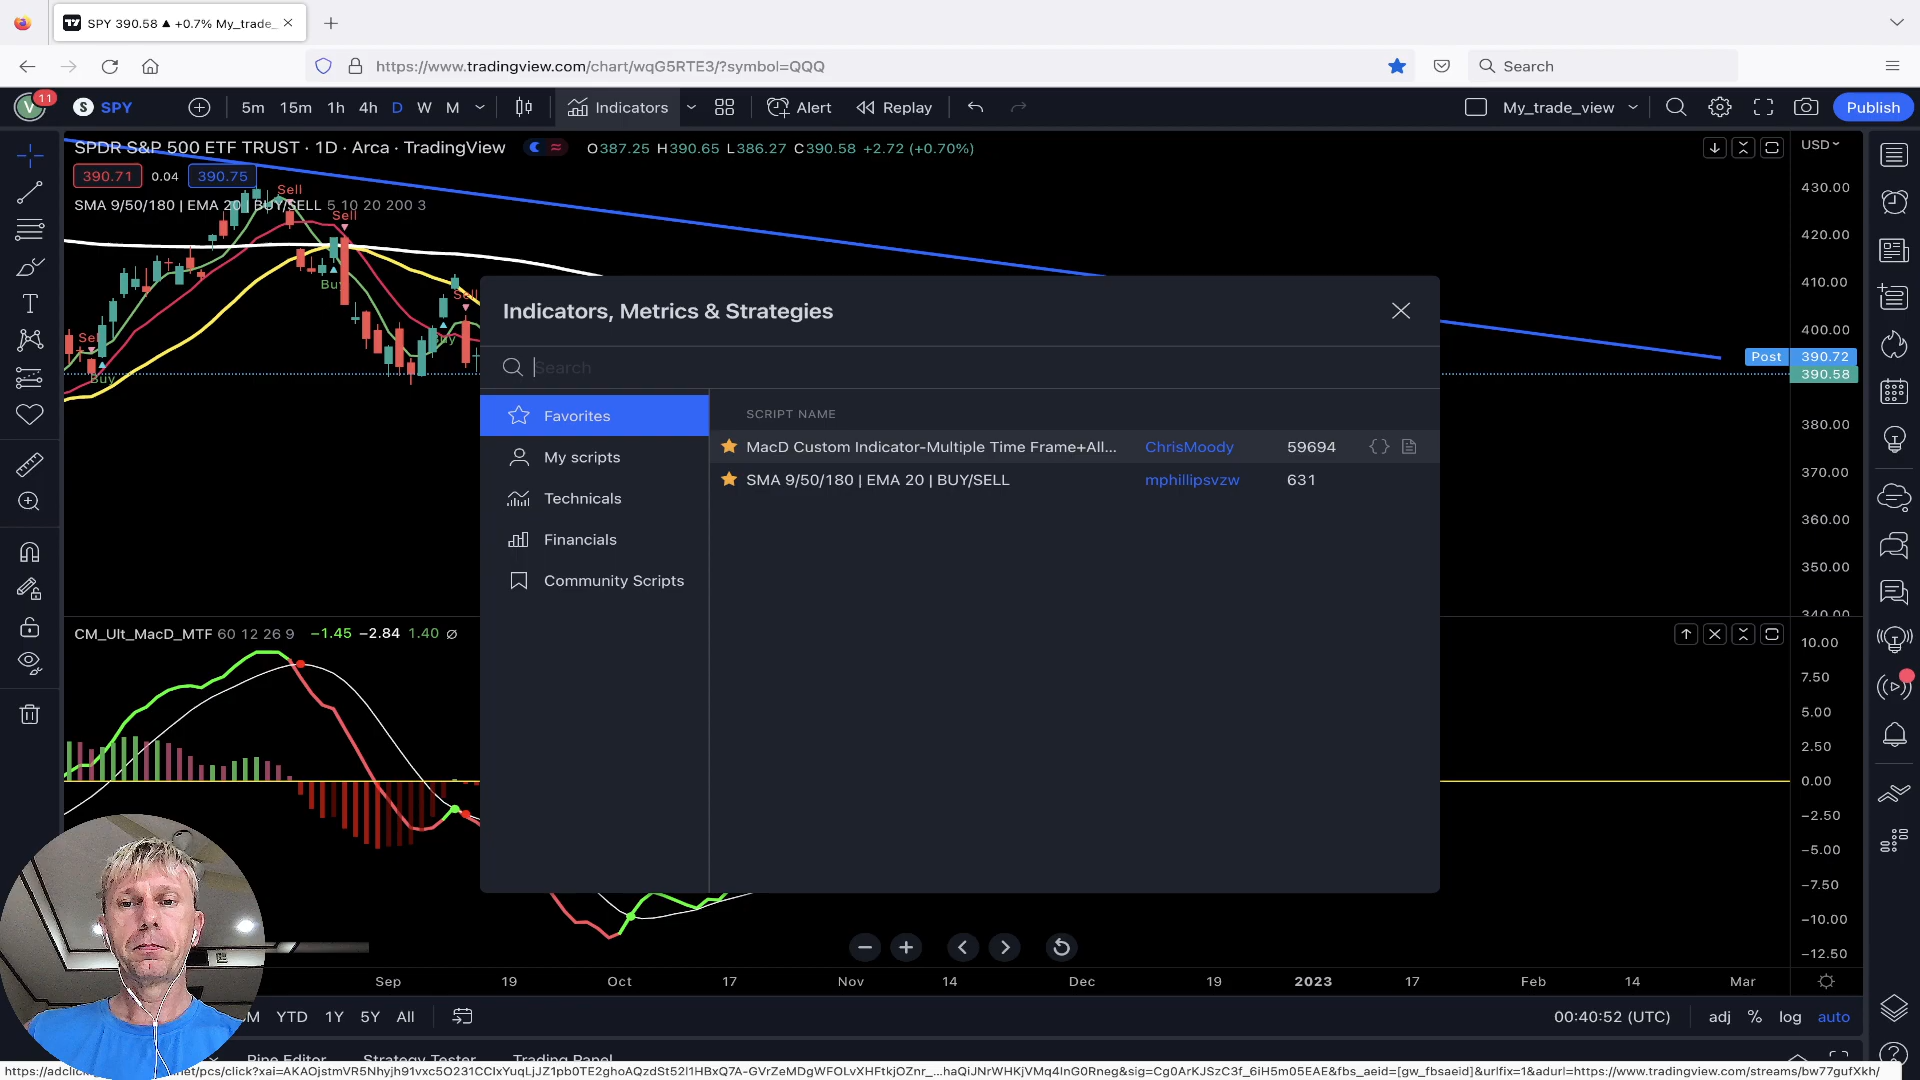 SPY 390.58 ▲ +0.7% My_trade_
https://www.tradingview.com/chart/wqG5RTE3/?symbol=QQQ
Search
V 11 S SPY 5m 15m 1h 4h D W M Indicators Alert Replay My_trade_view Publish
SPDR S&P 500 ETF TRUST · 1D · Arca · TradingView O387.25 H390.65 L386.27 C390.58 +2.72 (+0.70%)
USD
390.71 0.04 390.75
SMA 9/50/180 | EMA 20 | BUY/SELL 5 10 20 200 3
Sell
Sell
Buy
Sell
Buy
Sell
Buy
430.00
420.00
410.00
400.00
Post 390.72
390.58
380.00
370.00
360.00
350.00
340.00
Indicators, Metrics & Strategies
Search
Favorites
My scripts
Technicals
Financials
Community Scripts
SCRIPT NAME
MacD Custom Indicator-Multiple Time Frame+All... ChrisMoody 59694
SMA 9/50/180 | EMA 20 | BUY/SELL mphillipsvzw 631
CM_Ult_MacD_MTF 60 12 26 9 −1.45 −2.84 1.40 ∅
10.00
7.50
5.00
2.50
0.00
−2.50
−5.00
−7.50
−10.00
−12.50
Sep 19 Oct 17 Nov 14 Dec 19 2023 17 Feb 14 Mar
M YTD 1Y 5Y All 00:40:52 (UTC) adj % log auto
Pine Editor Strategy Tester Trading Panel